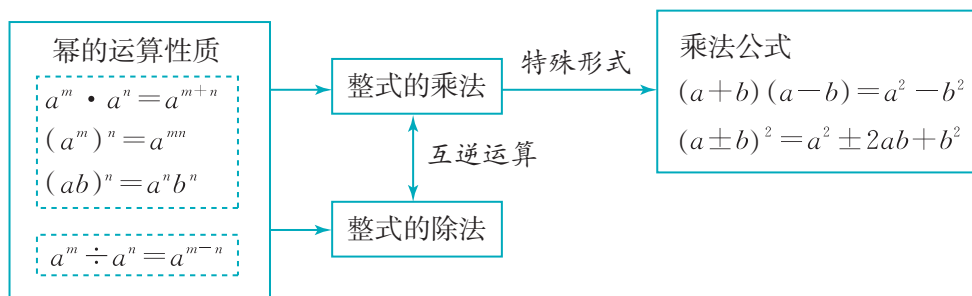 幂的运算性质
aᵐ · aⁿ = aᵐ⁺ⁿ
(aᵐ)ⁿ = aᵐⁿ
(ab)ⁿ = aⁿbⁿ
aᵐ ÷ aⁿ = aᵐ⁻ⁿ
整式的乘法
互逆运算
整式的除法
特殊形式
乘法公式
(a+b)(a−b)=a²−b²
(a±b)²=a²±2ab+b²